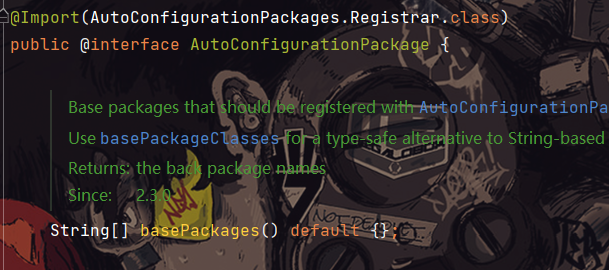 @Import(AutoConfigurationPackages.Registrar.class)
public @interface AutoConfigurationPackage {
Base packages that should be registered with AutoConfigurationPa
Use basePackageClasses for a type-safe alternative to String-based
Returns: the back package names
Since: 2.3.0
String[] basePackages() default {};